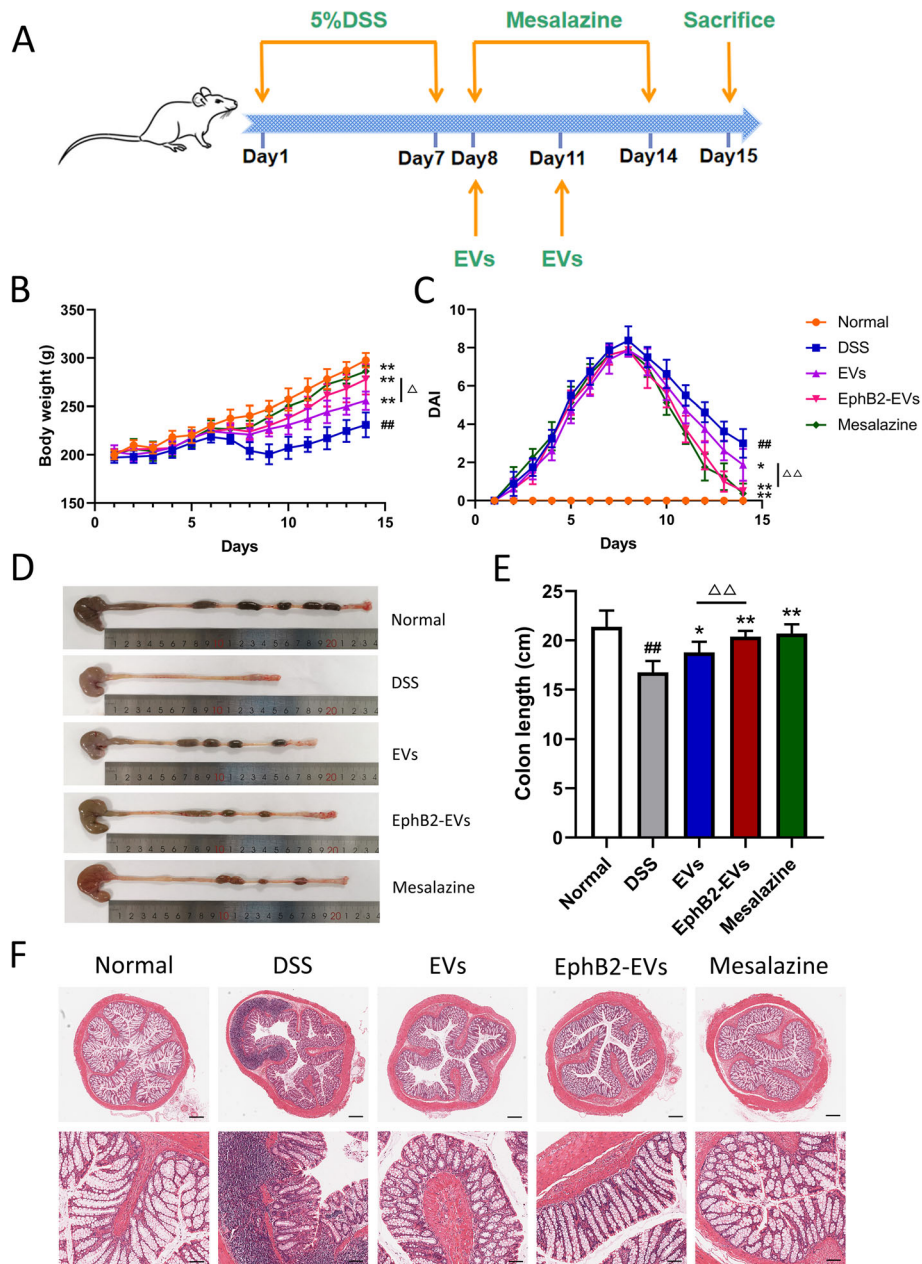 A
5%DSS
Mesalazine
Sacrifice
Day1
Day7
Day8
Day11
Day14
Day15
EVs
EVs
B
Body weight (g)
350
300
250
200
150
0
5
10
15
Days
**
**
△
**
##
C
DAI
10
8
6
4
2
0
0
5
10
15
Days
##
*
△△
**
**
Normal
DSS
EVs
EphB2-EVs
Mesalazine
D
Normal
DSS
EVs
EphB2-EVs
Mesalazine
E
Colon length (cm)
25
20
15
10
5
0
##
*
△△
**
**
Normal
DSS
EVs
EphB2-EVs
Mesalazine
F
Normal
DSS
EVs
EphB2-EVs
Mesalazine